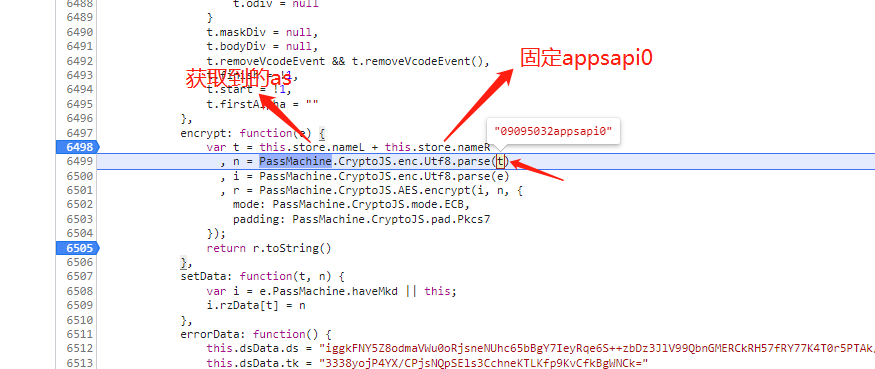 6488 t.odiv = null
6489 }
6490 t.maskDiv = null,
6491 t.bodyDiv = null,
6492 t.removeVcodeEvent && t.removeVcodeEvent(),
6493 !1,
6494 t.start = !1,
6495 t.firstAlpha = ""
6496 },
获取到的as
固定appsapi0
6497 encrypt: function(e) {
6498 var t = this.store.nameL + this.store.nameR
"09095032appsapi0"
6499 , n = PassMachine.CryptoJS.enc.Utf8.parse(t)
6500 , i = PassMachine.CryptoJS.enc.Utf8.parse(e)
6501 , r = PassMachine.CryptoJS.AES.encrypt(i, n, {
6502 mode: PassMachine.CryptoJS.mode.ECB,
6503 padding: PassMachine.CryptoJS.pad.Pkcs7
6504 });
6505 return r.toString()
6506 },
6507 setData: function(t, n) {
6508 var i = e.PassMachine.haveMkd || this;
6509 i.rzData[t] = n
6510 },
6511 errorData: function() {
6512 this.dsData.ds = "iggkFNY5Z8odmaVWu0oRjsneNUhc65bBgY7IeyRqe6S++zbDz3JlV99QbnGMERCkRH57fRY77K4T0r5PTAk
6513 this.dsData.tk = "3338yojP4YX/CPjsNQpSEls3CchneKTLKfp9KvCfkBgWNCk="